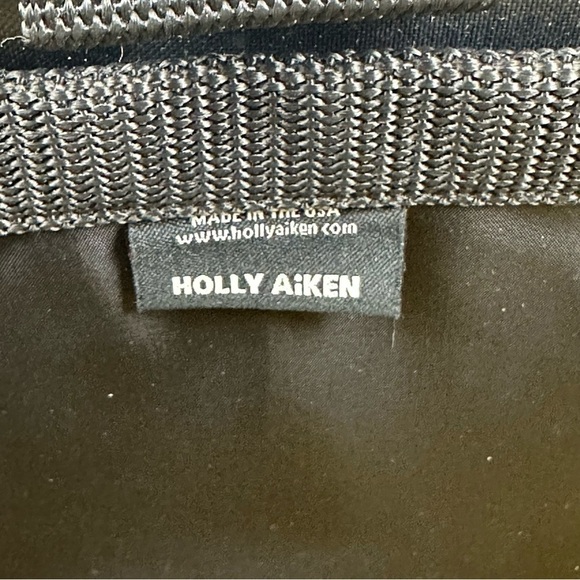 MADE IN THE USA
www.hollyaiken.com
HOLLY AiKEN